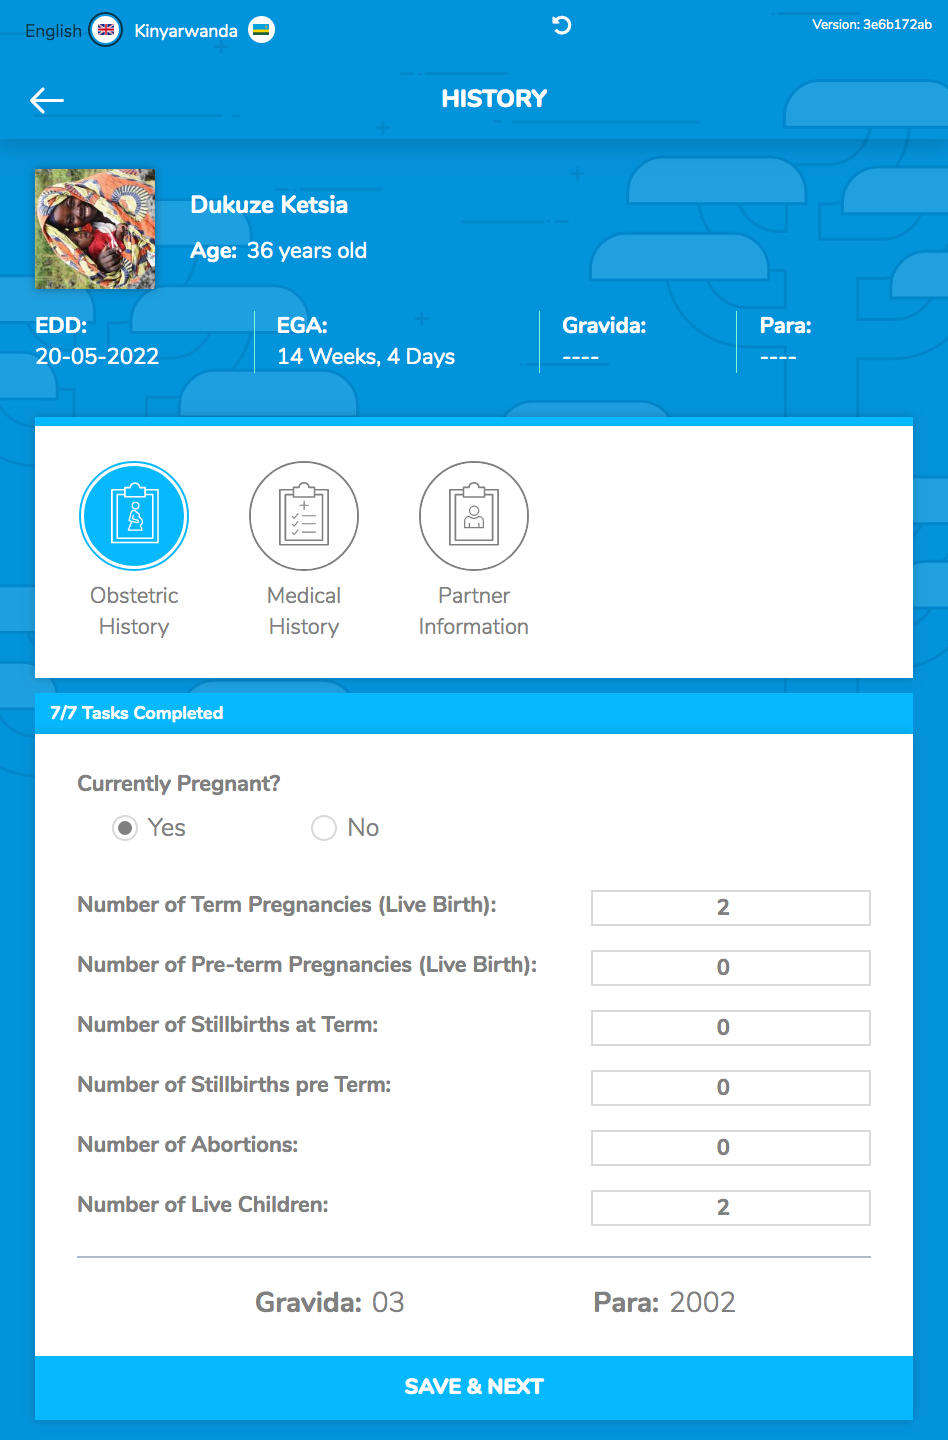 English Kinyarwanda Version: 3e6b172ab
HISTORY
Dukuze Ketsia
Age: 36 years old
EDD: EGA: Gravida: Para:
20-05-2022 14 Weeks, 4 Days ---- ----
Obstetric Medical Partner
History History Information
7/7 Tasks Completed
Currently Pregnant?
Yes No
Number of Term Pregnancies (Live Birth): 2
Number of Pre-term Pregnancies (Live Birth): 0
Number of Stillbirths at Term: 0
Number of Stillbirths pre Term: 0
Number of Abortions: 0
Number of Live Children: 2
Gravida: 03 Para: 2002
SAVE & NEXT